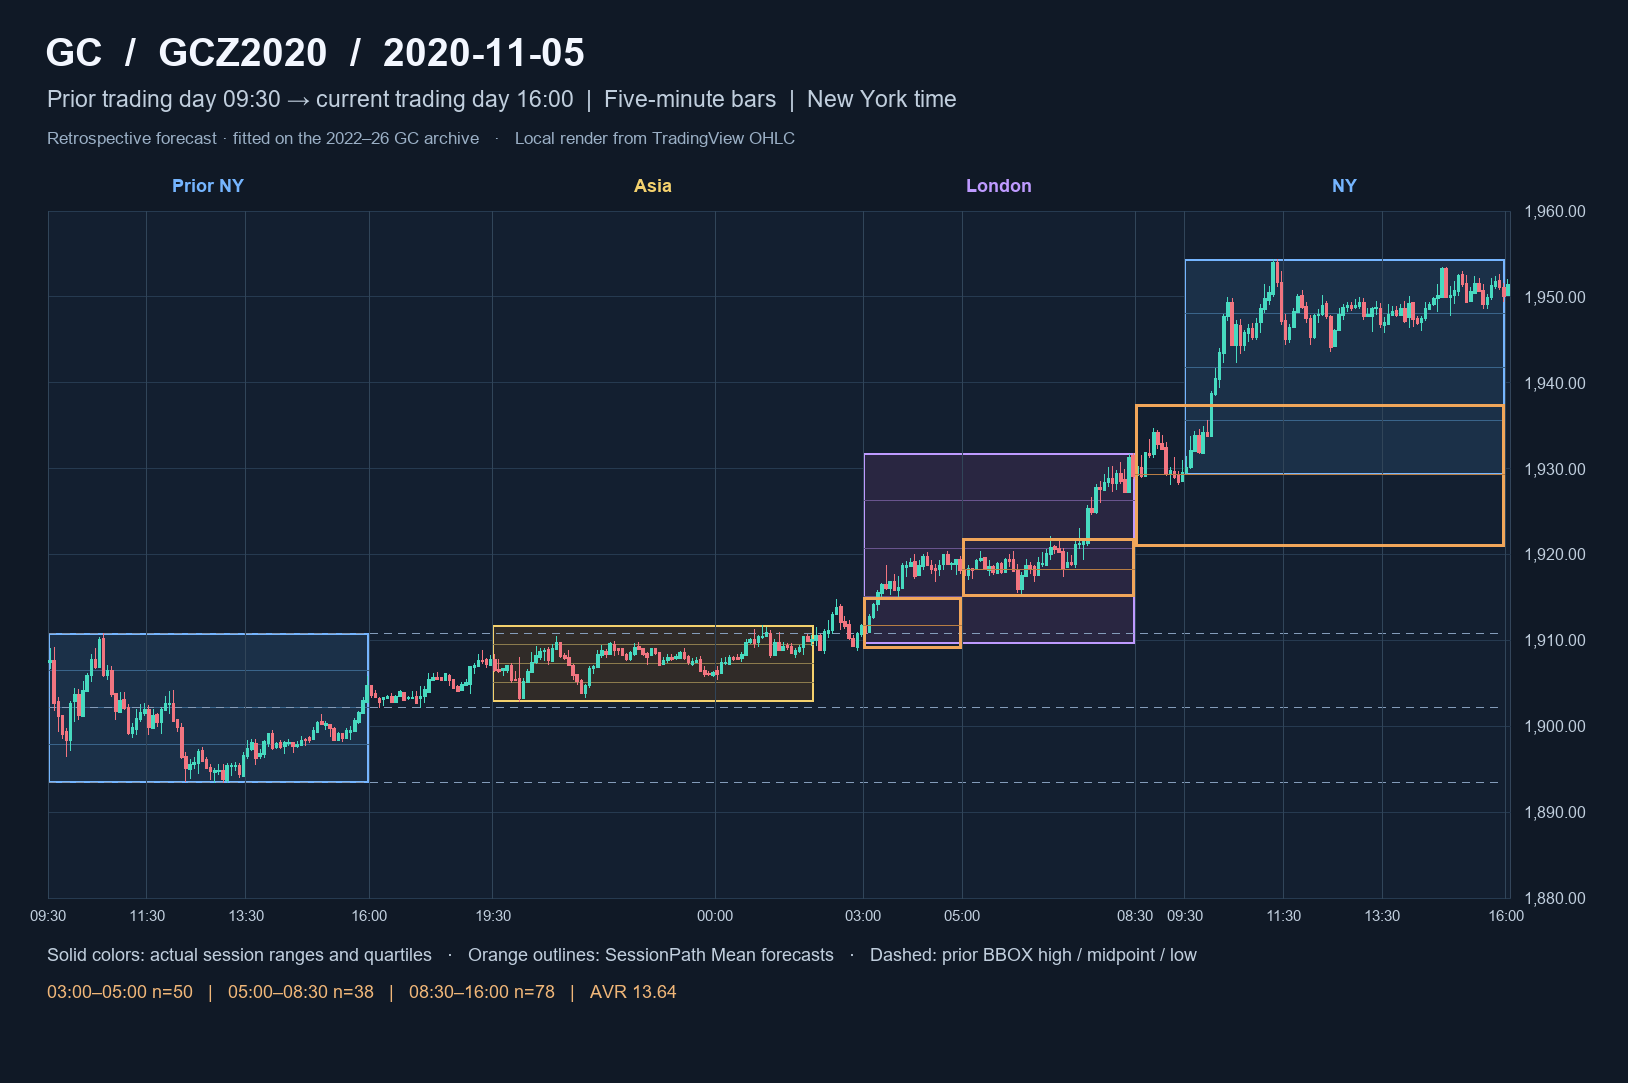 GC / GCZ2020 / 2020-11-05
Prior trading day 09:30 → current trading day 16:00 | Five-minute bars | New York time
Retrospective forecast · fitted on the 2022–26 GC archive · Local render from TradingView OHLC
Prior NY
Asia
London
NY
1,960.00
1,950.00
1,940.00
1,930.00
1,920.00
1,910.00
1,900.00
1,890.00
1,880.00
09:30 11:30 13:30 16:00 19:30 00:00 03:00 05:00 08:30 09:30 11:30 13:30 16:00
Solid colors: actual session ranges and quartiles · Orange outlines: SessionPath Mean forecasts · Dashed: prior BBOX high / midpoint / low
03:00–05:00 n=50 | 05:00–08:30 n=38 | 08:30–16:00 n=78 | AVR 13.64